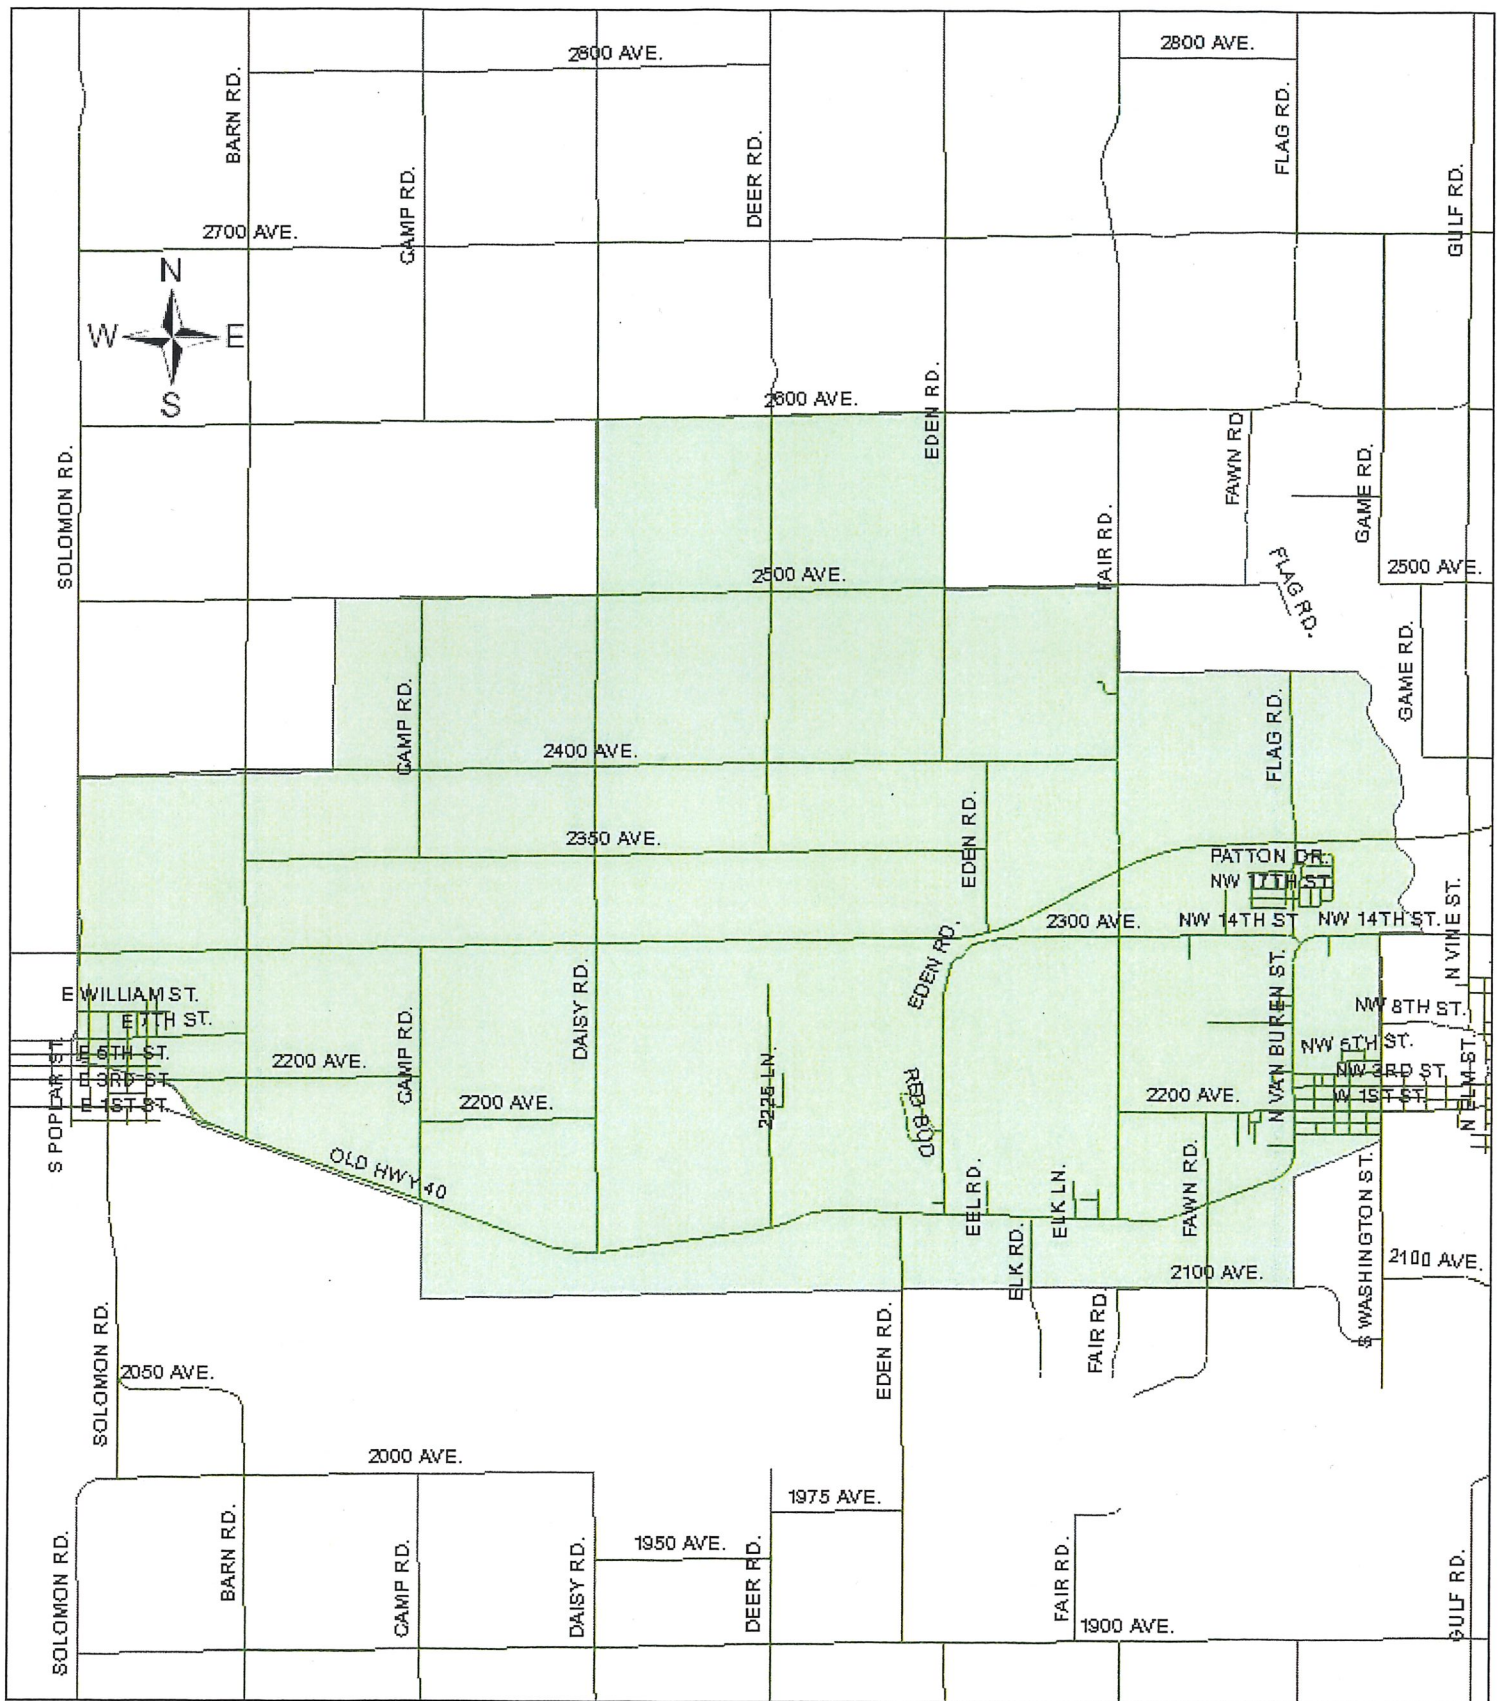 2800 AVE.
2800 AVE.
BARN RD.
CAMP RD.
DEER RD.
FLAG RD.
GULF RD.
2700 AVE.
N
W E
S
2600 AVE.
EDEN RD.
SOLOMON RD.
FAIR RD.
FAWN RD
GAME RD.
2500 AVE.
2500 AVE.
FLAG RD.
GAME RD.
CAMP RD.
FLAG RD.
2400 AVE.
2350 AVE.
EDEN RD.
PATTON DR.
NW 17TH ST.
2300 AVE.
NW 14TH ST
NW 14TH ST.
N VINE ST.
EDEN RD.
E WILLIAM ST.
E 7TH ST.
E 5TH ST.
E 3RD ST
E 1ST ST.
S POPLAR ST.
2200 AVE.
CAMP RD.
DAISY RD.
2200 AVE.
2225 LN.
RED BUD
2200 AVE.
N VAN BUREN ST.
NW 8TH ST.
NW 5TH ST.
NW 3RD ST
W 1ST ST.
N ELM ST.
OLD HWY 40
EEL RD.
ELK LN.
FAWN RD.
ELK RD.
2100 AVE.
S WASHINGTON ST.
2100 AVE.
SOLOMON RD.
EDEN RD.
FAIR RD.
2050 AVE.
2000 AVE.
1975 AVE.
1950 AVE.
SOLOMON RD.
BARN RD.
CAMP RD.
DAISY RD.
DEER RD.
FAIR RD.
GULF RD.
1900 AVE.